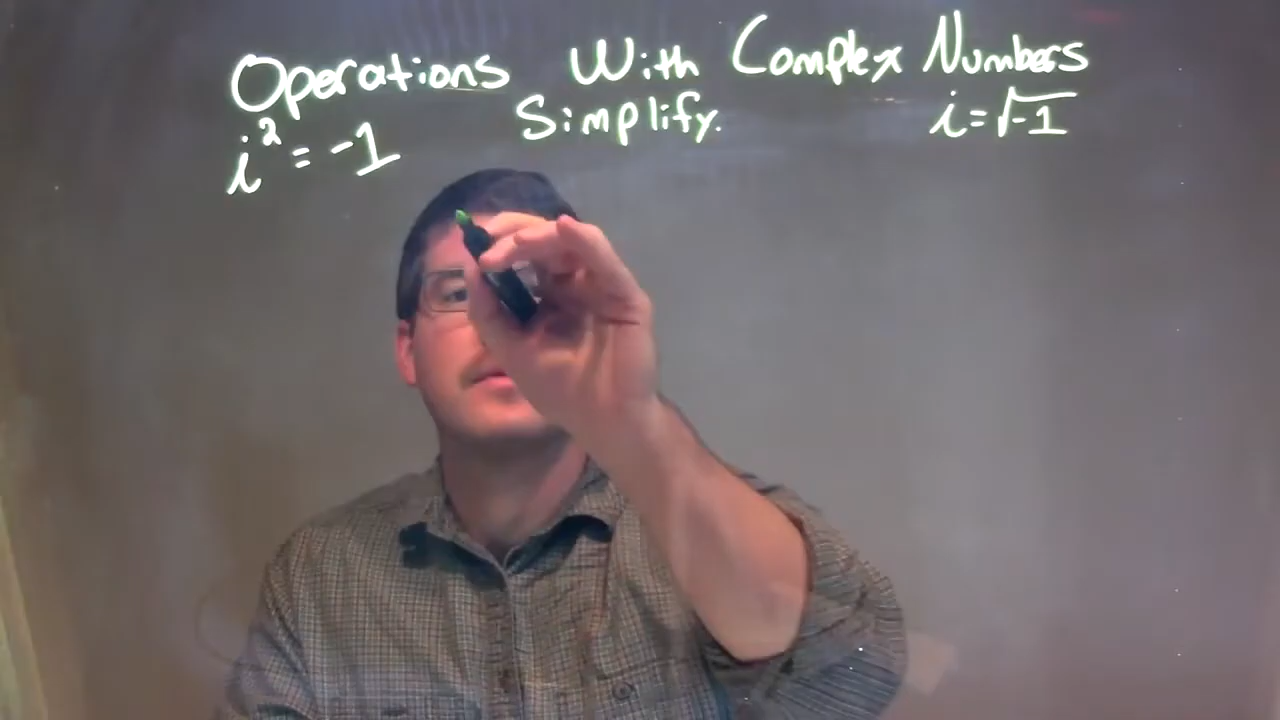 Operations With Complex Numbers
Simplify.
i=√-1
i²=-1